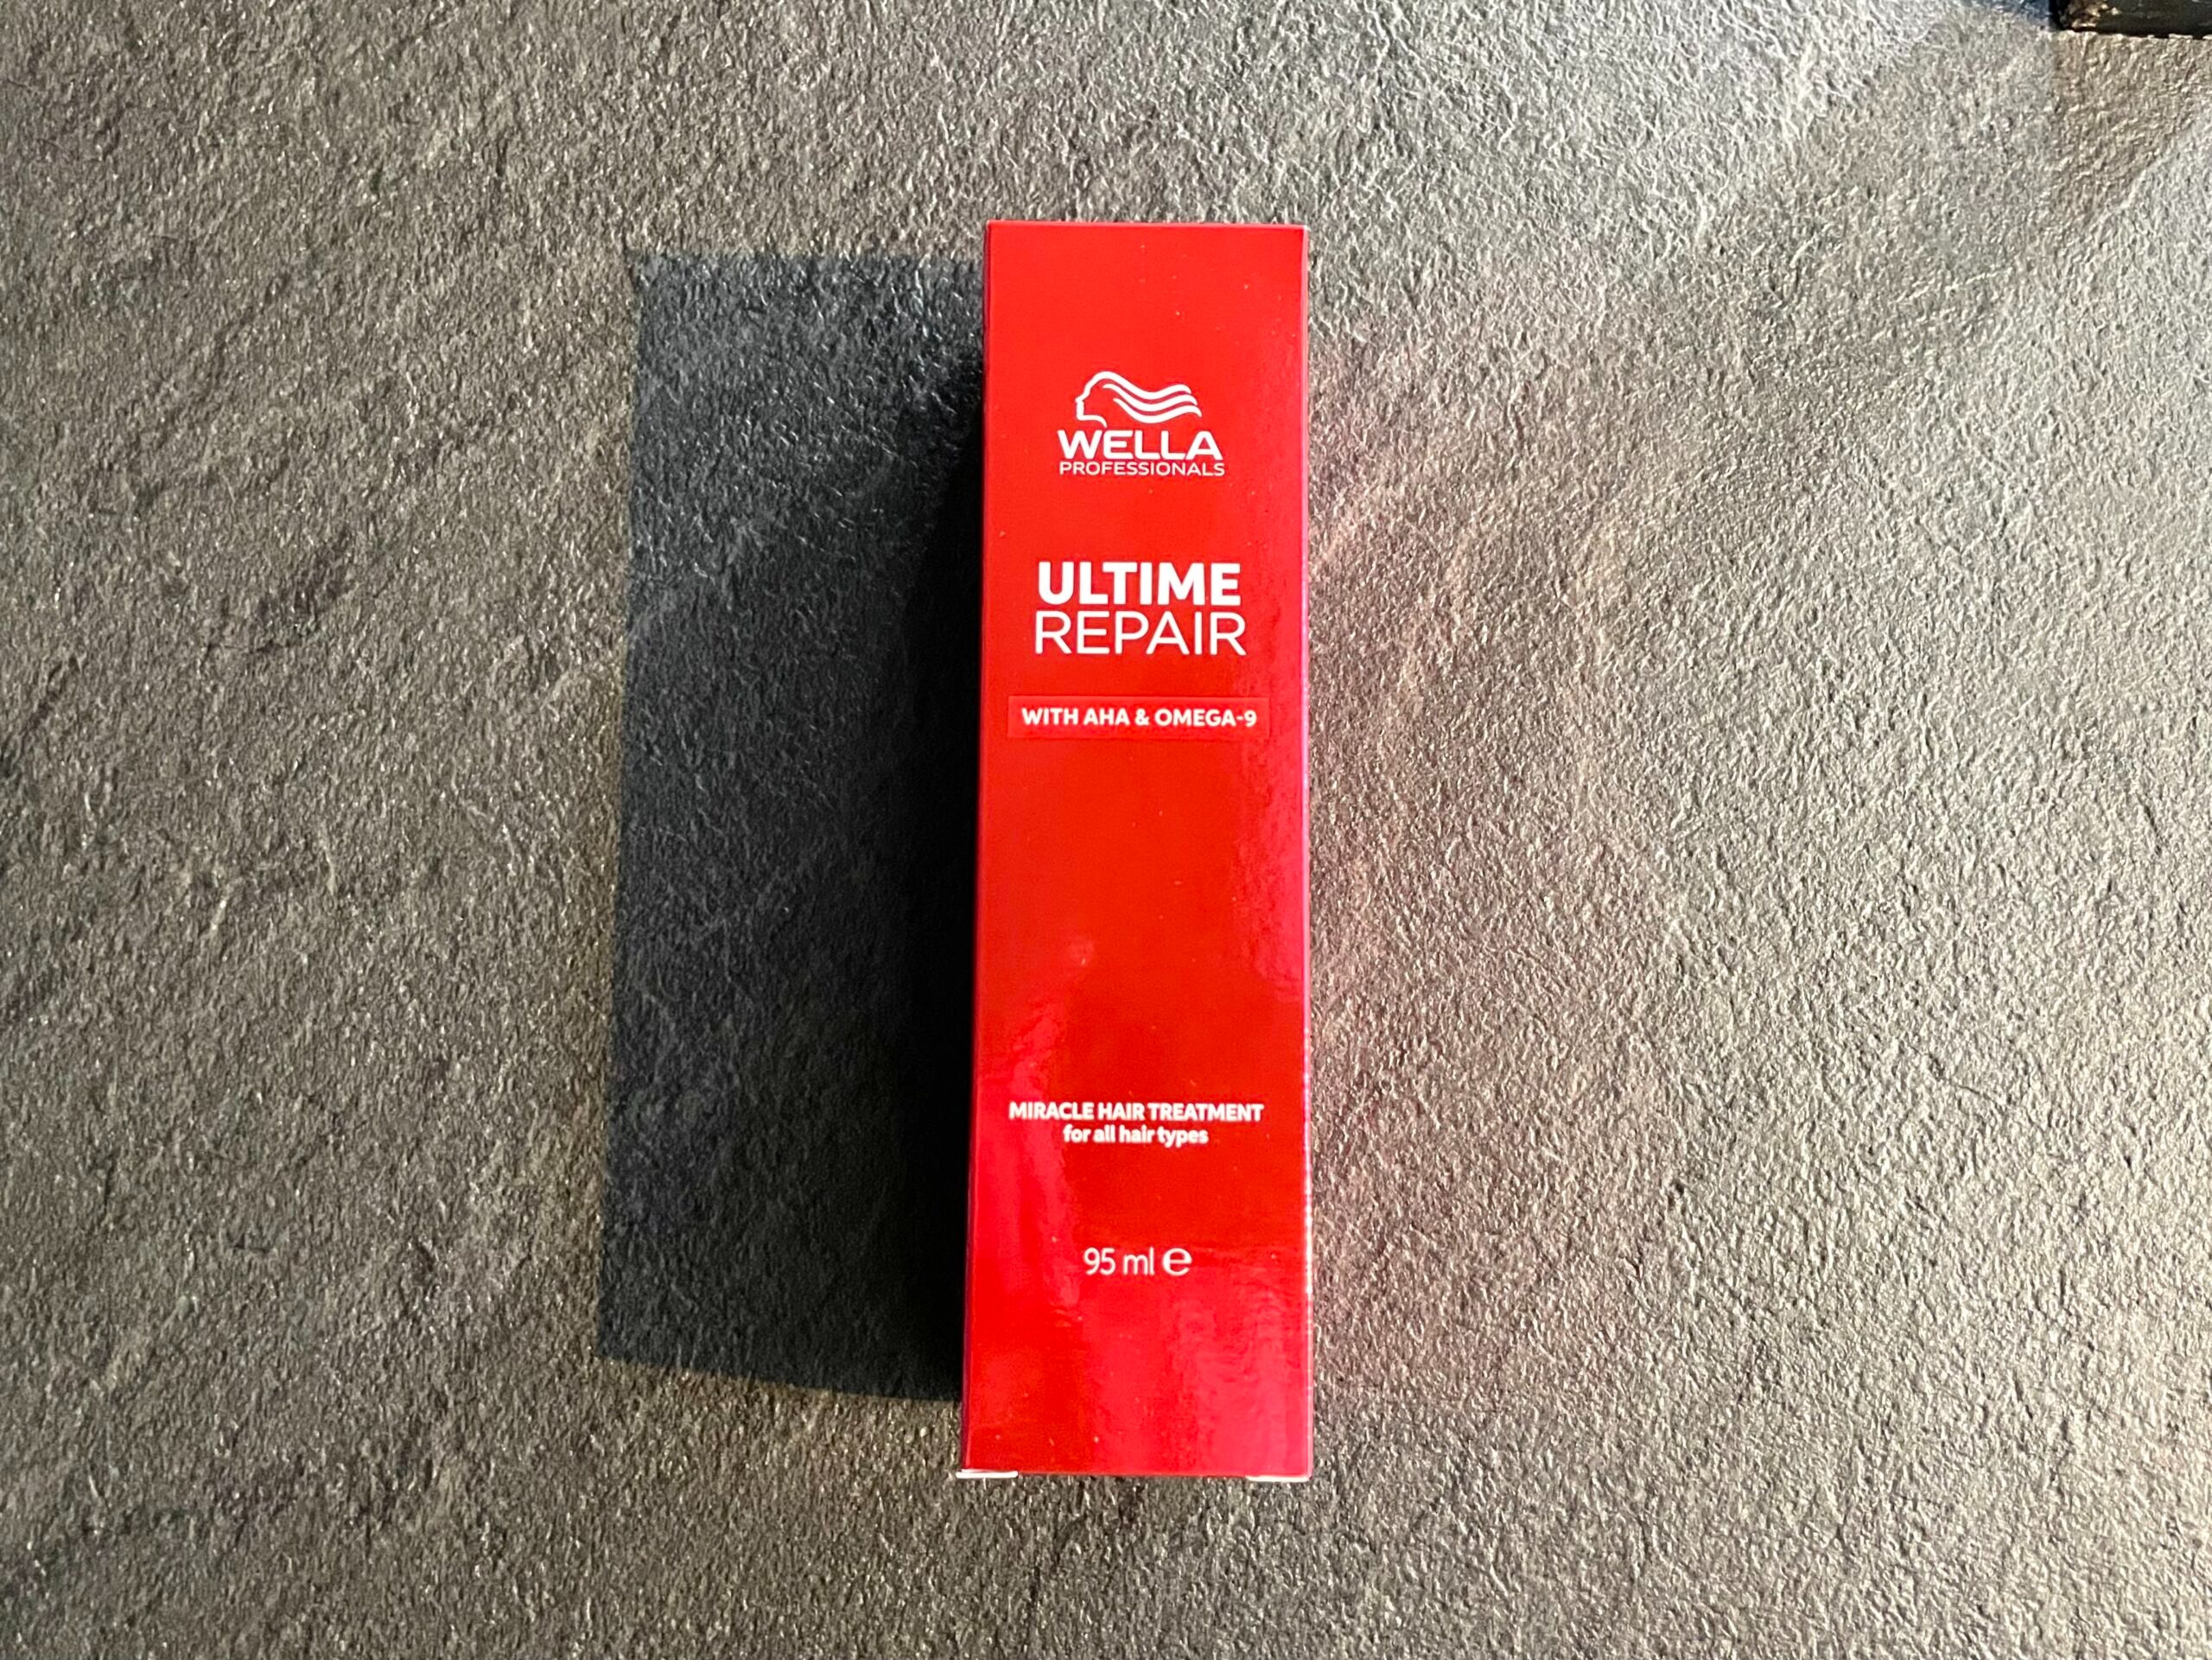 WELLA
PROFESSIONALS
ULTIME
REPAIR
WITH AHA & OMEGA-9
MIRACLE HAIR TREATMENT
for all hair types
95 ml ℮